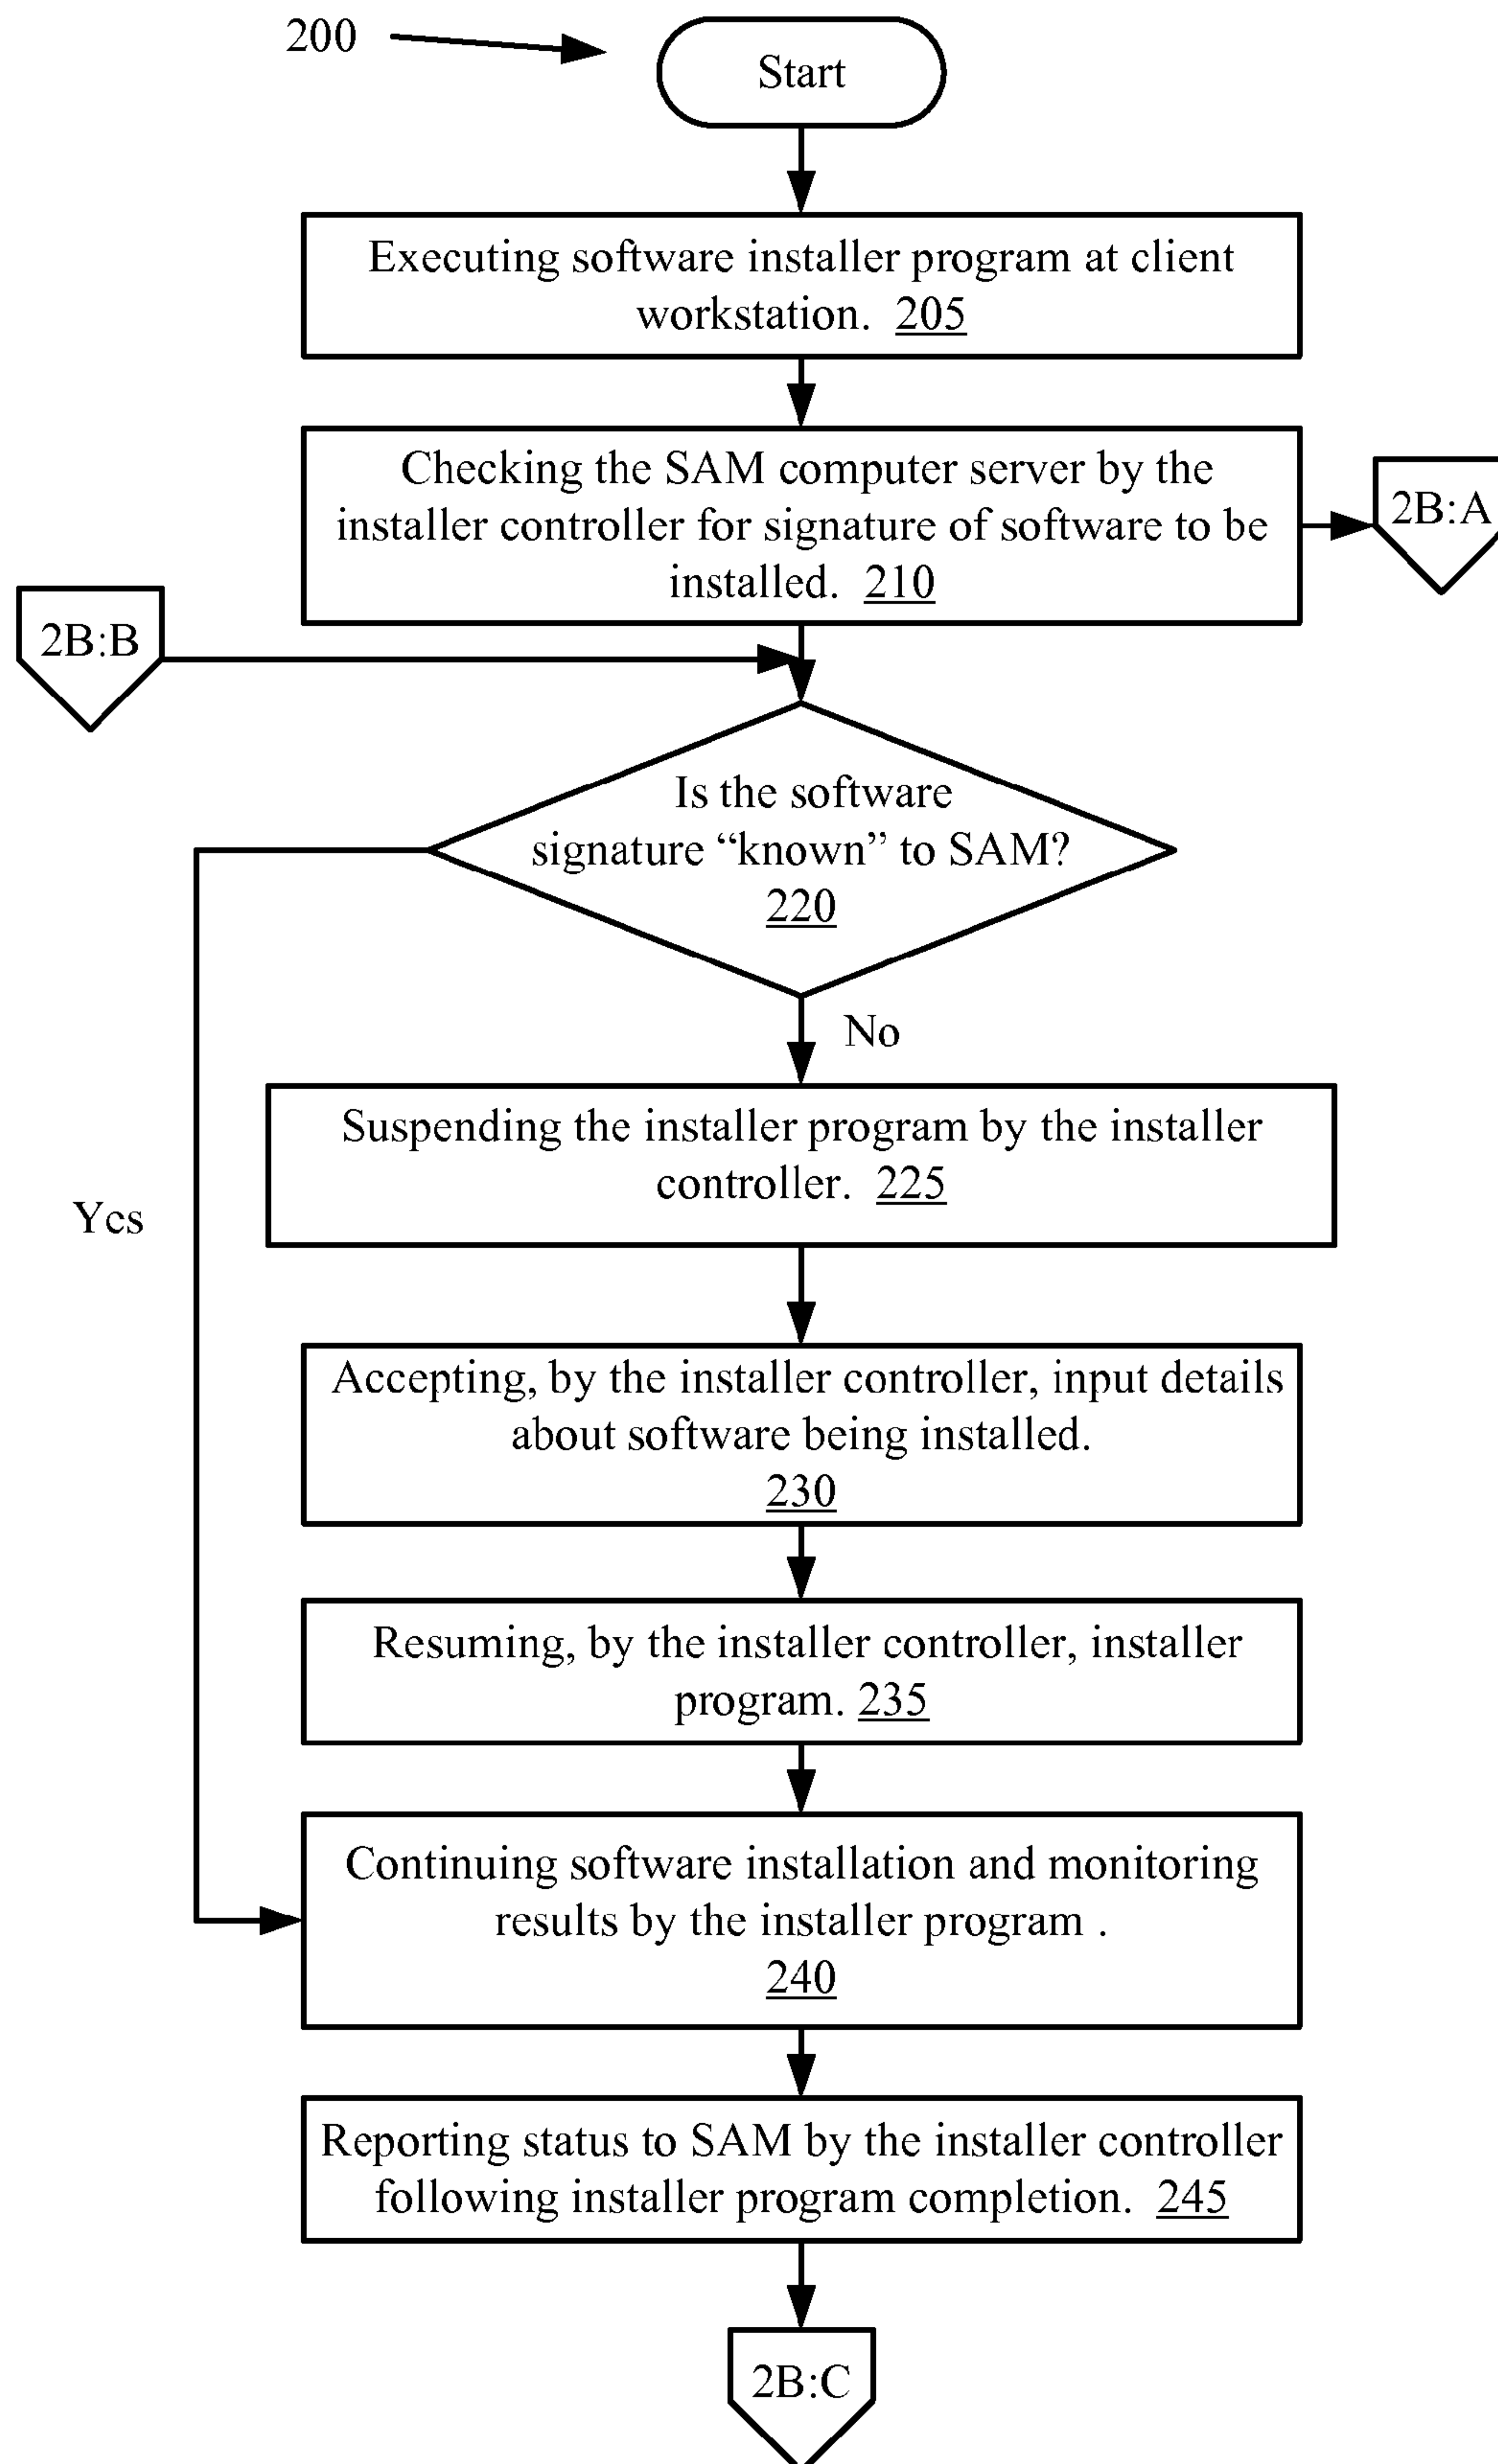 200
Start
Executing software installer program at client
workstation. 205
Checking the SAM computer server by the
installer controller for signature of software to be
installed. 210
2B:A
2B:B
Is the software
signature “known” to SAM?
220
No
Suspending the installer program by the installer
controller. 225
Yes
Accepting, by the installer controller, input details
about software being installed.
230
Resuming, by the installer controller, installer
program. 235
Continuing software installation and monitoring
results by the installer program .
240
Reporting status to SAM by the installer controller
following installer program completion. 245
2B:C